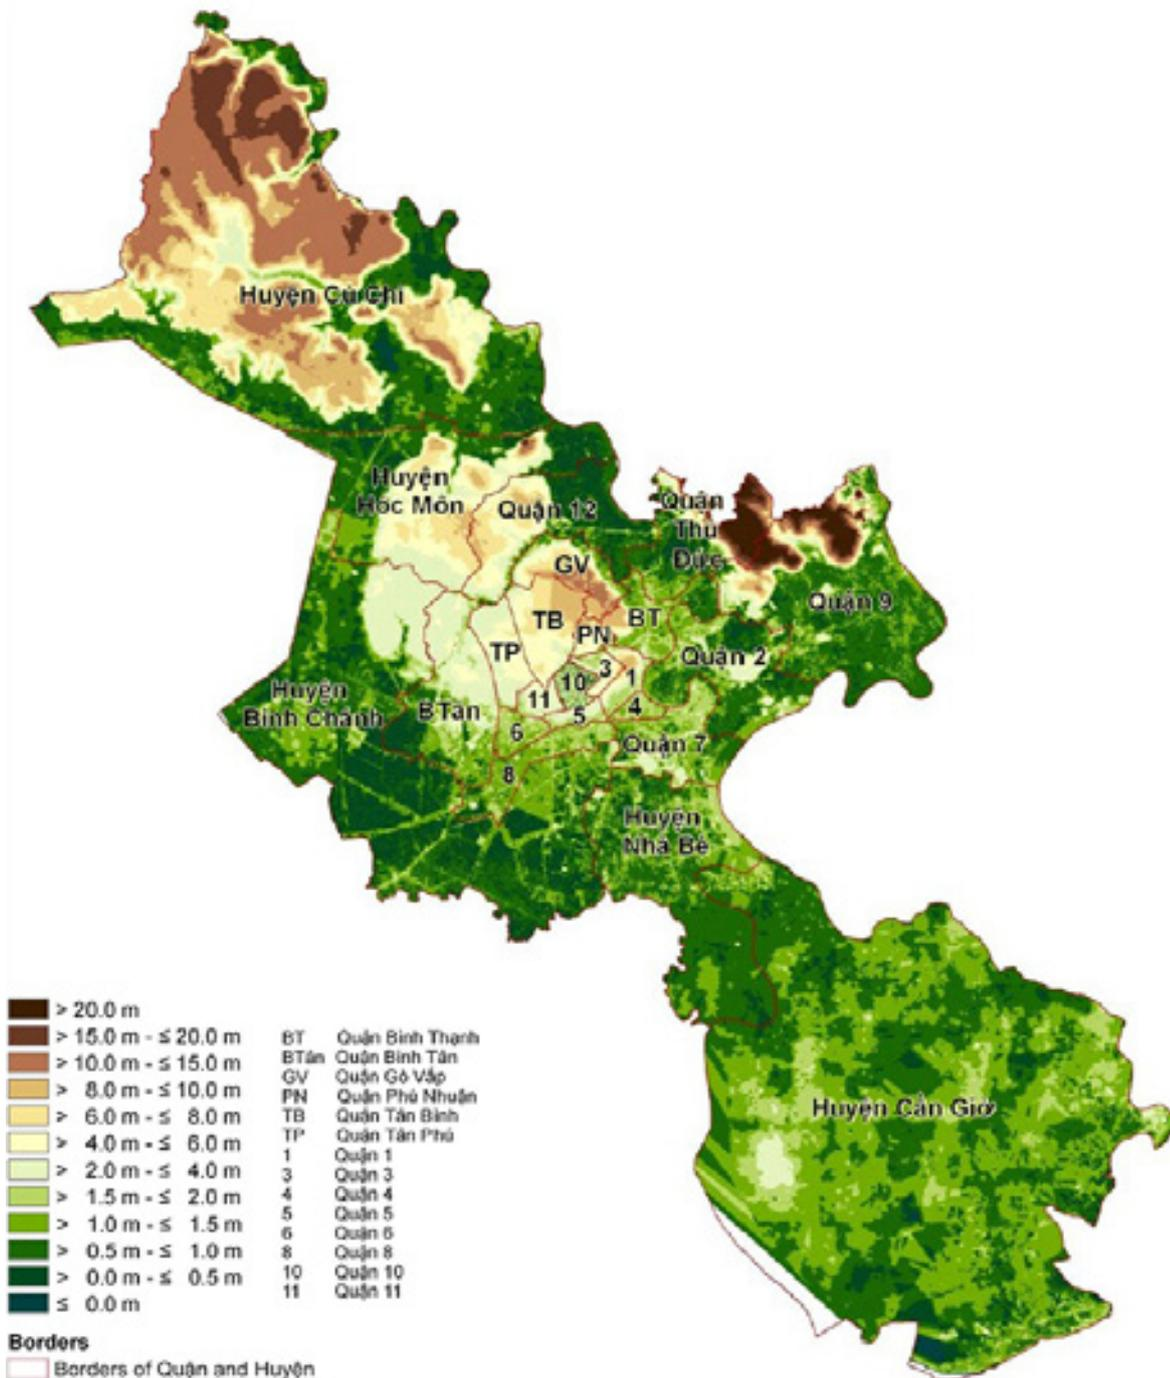 Huyện Củ Chi
Huyện
Hóc Môn
Quận 12
Quận
Thủ
Đức
GV
Quận 9
TB
BT
PN
TP
Quận 2
3
1
10
11
4
5
6
Huyện
Bình Chánh
BTân
Quận 7
8
Huyện
Nhà Bè
Huyện Cần Giờ
> 20.0 m
> 15.0 m - ≤ 20.0 m
> 10.0 m - ≤ 15.0 m
> 8.0 m - ≤ 10.0 m
> 6.0 m - ≤ 8.0 m
> 4.0 m - ≤ 6.0 m
> 2.0 m - ≤ 4.0 m
> 1.5 m - ≤ 2.0 m
> 1.0 m - ≤ 1.5 m
> 0.5 m - ≤ 1.0 m
> 0.0 m - ≤ 0.5 m
≤ 0.0 m
BT Quận Bình Thạnh
BTân Quận Bình Tân
GV Quận Gò Vấp
PN Quận Phú Nhuận
TB Quận Tân Bình
TP Quận Tân Phú
1 Quận 1
3 Quận 3
4 Quận 4
5 Quận 5
6 Quận 6
8 Quận 8
10 Quận 10
11 Quận 11
Borders
Borders of Quận and Huyện